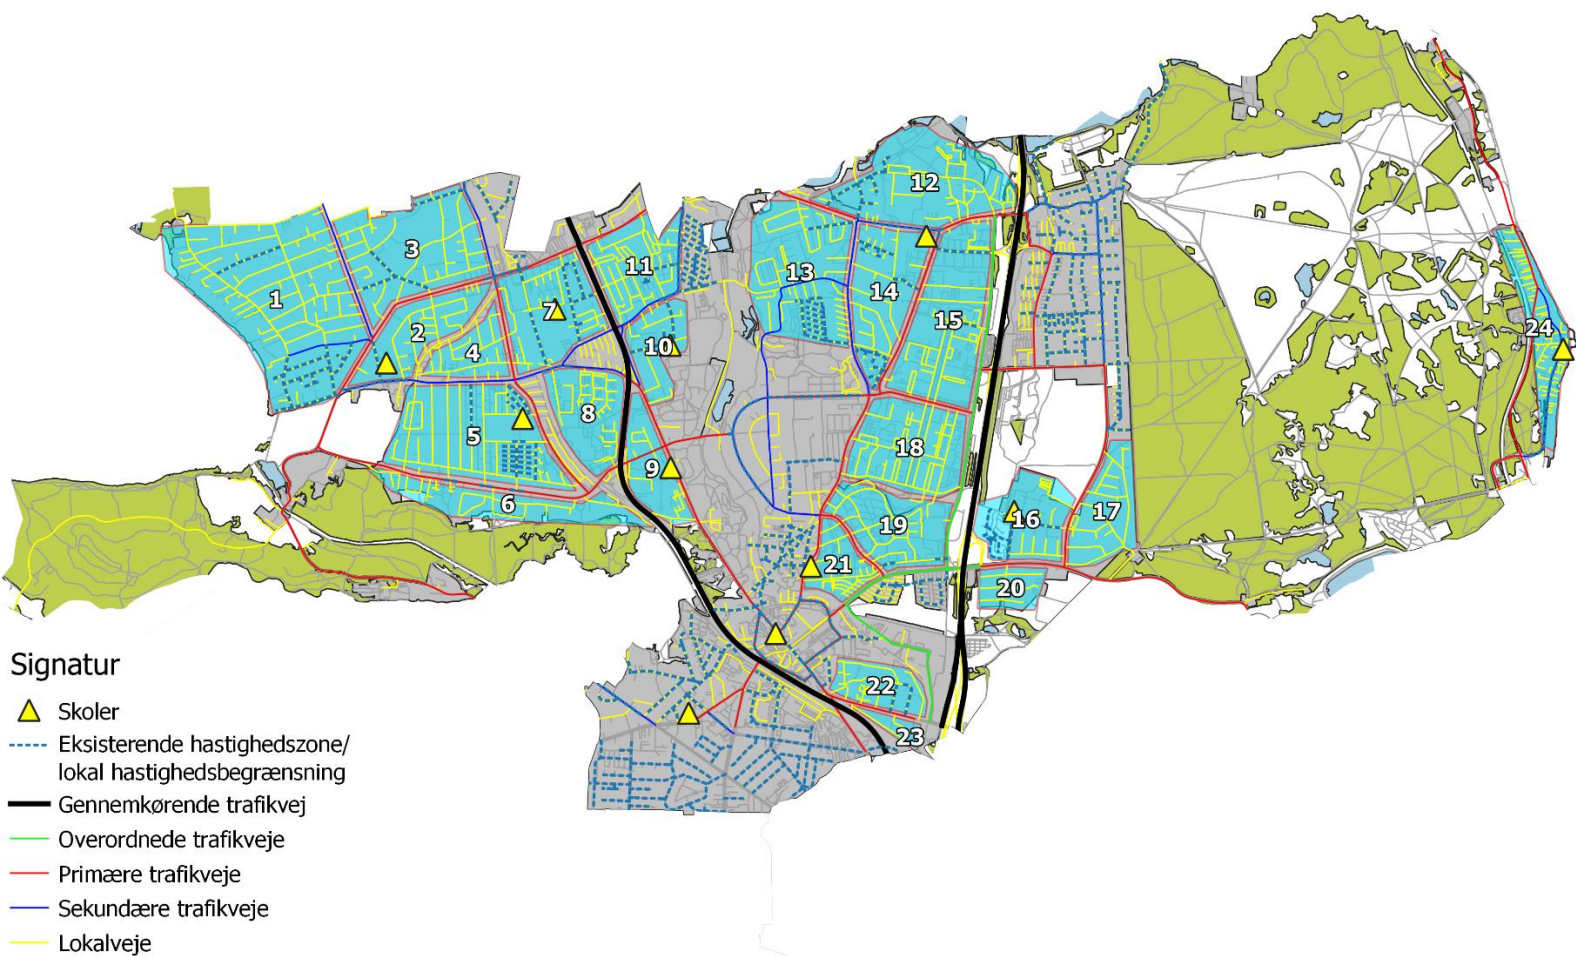 12
3
11
13
1
14
7
15
24
2
10
4
8
5
18
9
6
17
19
16
21
20
22
23
Signatur
Skoler
Eksisterende hastighedszone/
lokal hastighedsbegrænsning
Gennemkørende trafikvej
Overordnede trafikveje
Primære trafikveje
Sekundære trafikveje
Lokalveje